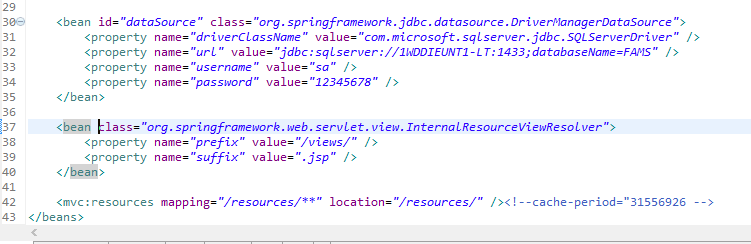 29
30 <bean id="dataSource" class="org.springframework.jdbc.datasource.DriverManagerDataSource">
31 <property name="driverClassName" value="com.microsoft.sqlserver.jdbc.SQLServerDriver" />
32 <property name="url" value="jdbc:sqlserver://1WDDIEUNT1-LT:1433;databaseName=FAMS" />
33 <property name="username" value="sa" />
34 <property name="password" value="12345678" />
35 </bean>
36
37 <bean class="org.springframework.web.servlet.view.InternalResourceViewResolver">
38 <property name="prefix" value="/views/" />
39 <property name="suffix" value=".jsp" />
40 </bean>
41
42 <mvc:resources mapping="/resources/**" location="/resources/" /><!--cache-period="31556926 -->
43 </beans>